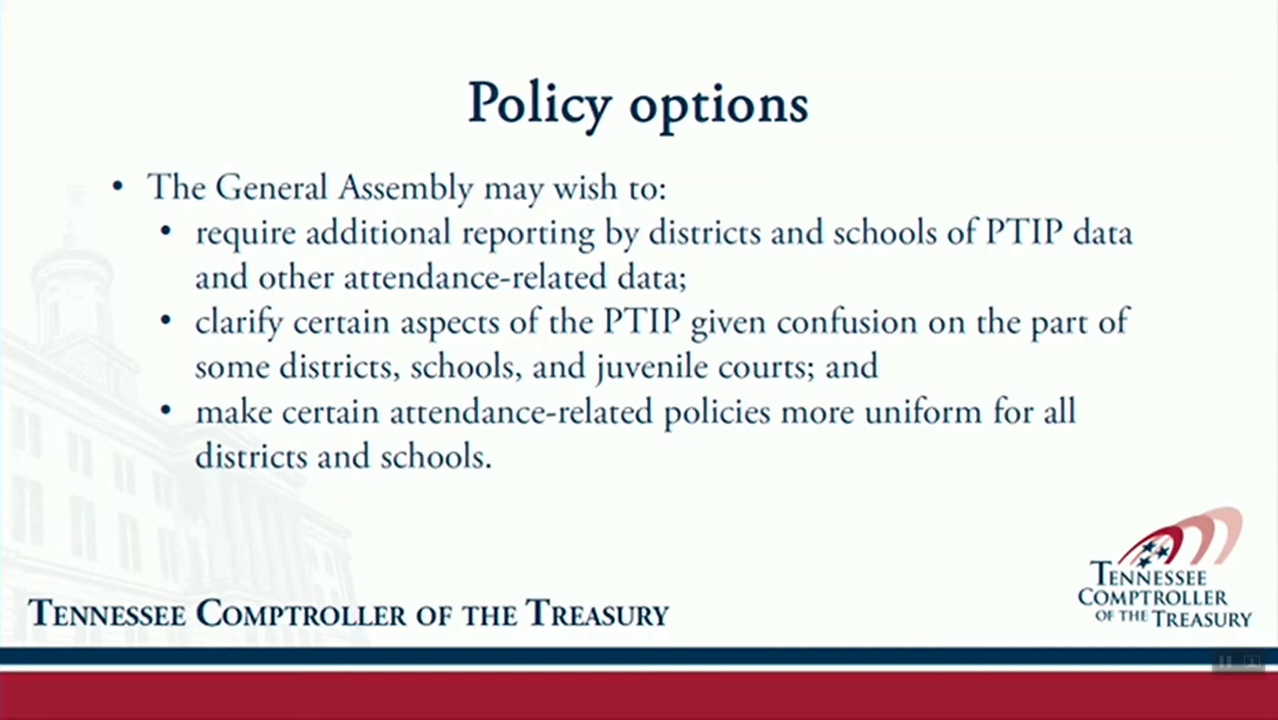 Policy options
• The General Assembly may wish to:
• require additional reporting by districts and schools of PTIP data
and other attendance-related data;
• clarify certain aspects of the PTIP given confusion on the part of
some districts, schools, and juvenile courts; and
• make certain attendance-related policies more uniform for all
districts and schools.
TENNESSEE COMPTROLLER OF THE TREASURY
TENNESSEE
COMPTROLLER
OF THE TREASURY